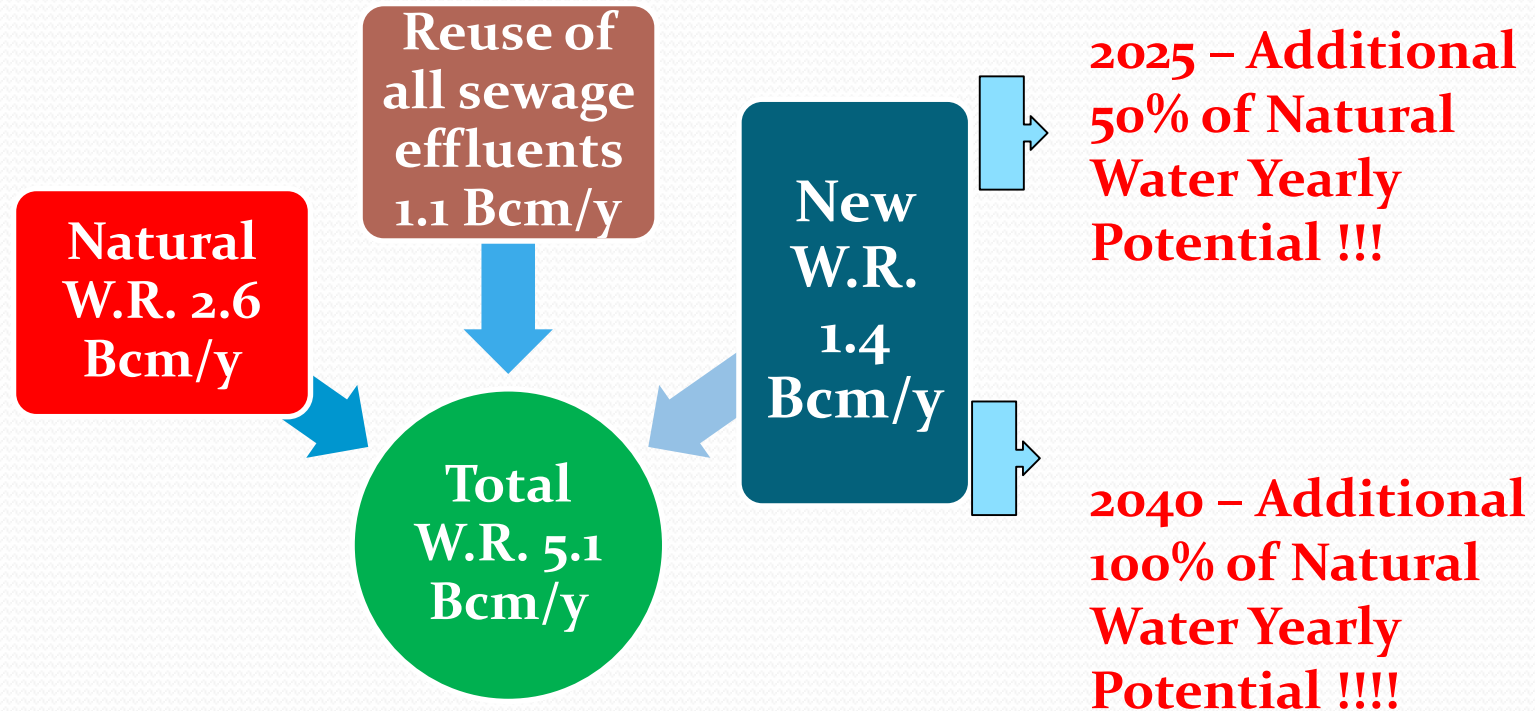 Reuse of
all sewage
effluents
1.1 Bcm/y
Natural
W.R. 2.6
Bcm/y
New
W.R.
1.4
Bcm/y
Total
W.R. 5.1
Bcm/y
2025 – Additional
50% of Natural
Water Yearly
Potential !!!
2040 – Additional
100% of Natural
Water Yearly
Potential !!!!